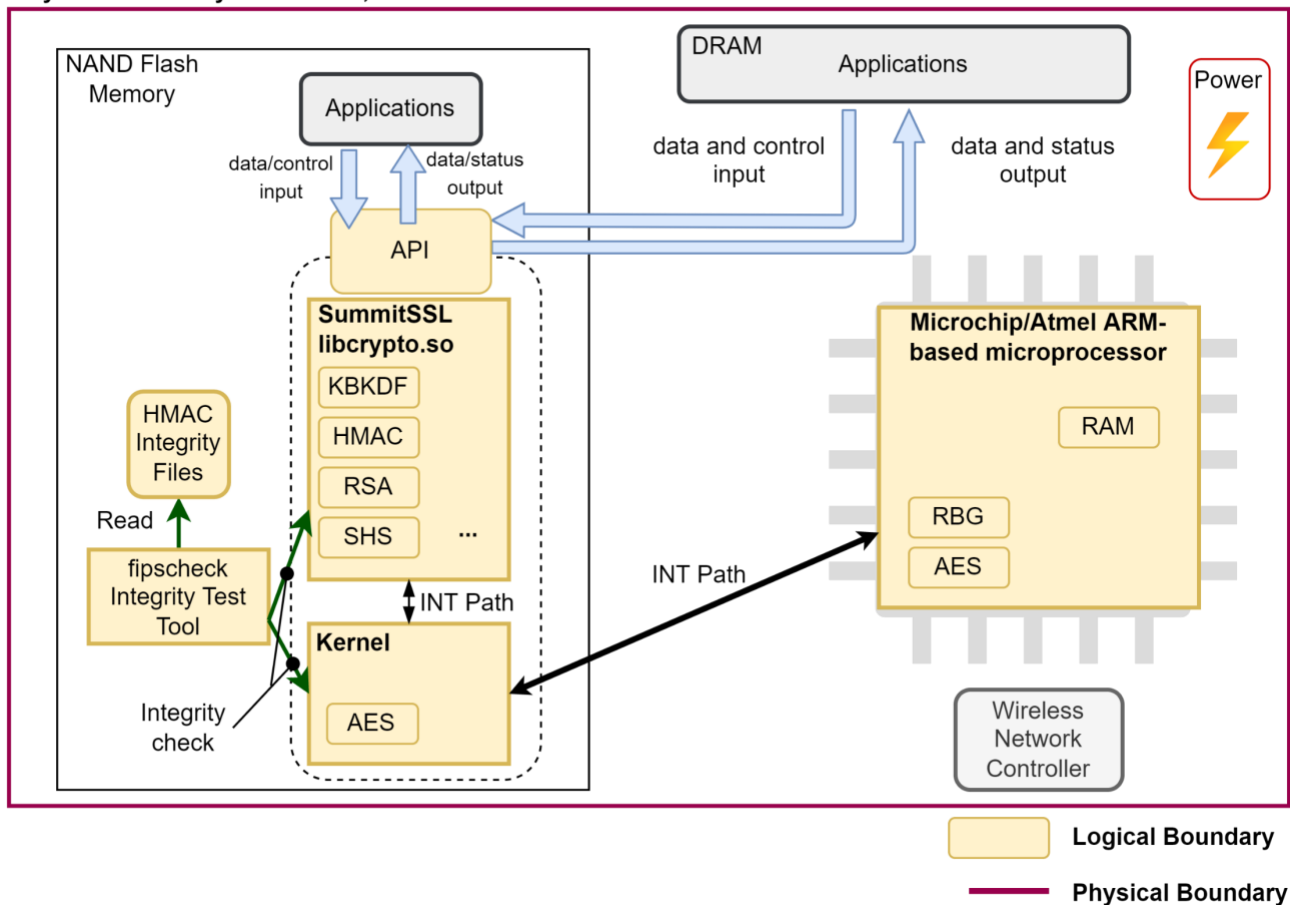 NAND Flash
Memory
Applications
data/control
input
data/status
output
API
DRAM
Applications
data and control
input
data and status
output
Power
SummitSSL
libcrypto.so
KBKDF
HMAC
RSA
SHS
...
HMAC
Integrity
Files
Read
fipscheck
Integrity Test
Tool
Integrity
check
INT Path
Kernel
AES
INT Path
Microchip/Atmel ARM-
based microprocessor
RAM
RBG
AES
Wireless
Network
Controller
Logical Boundary
Physical Boundary